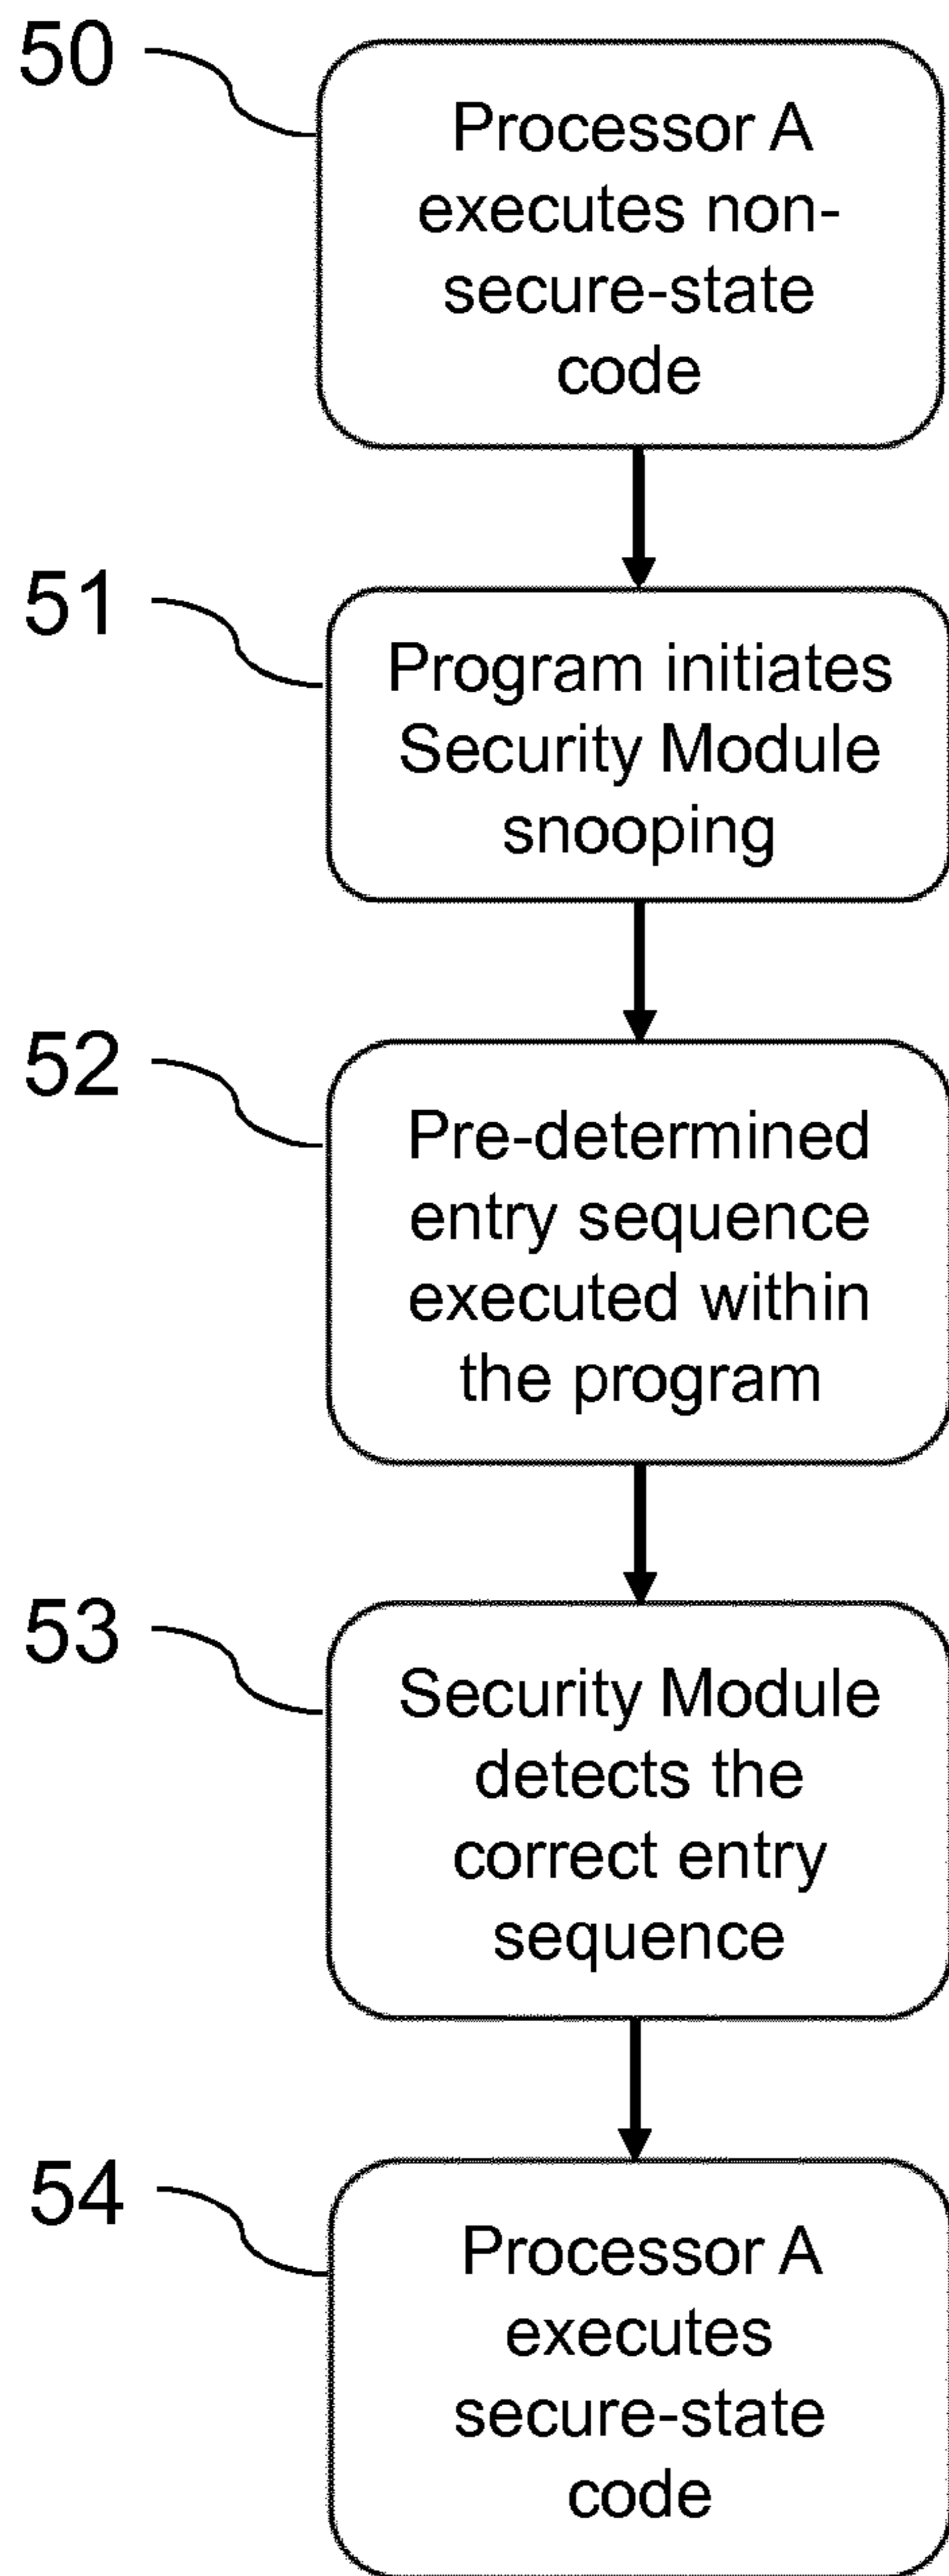 50
Processor A
executes non-
secure-state
code
51
Program initiates
Security Module
snooping
52
Pre-determined
entry sequence
executed within
the program
53
Security Module
detects the
correct entry
sequence
54
Processor A
executes
secure-state
code